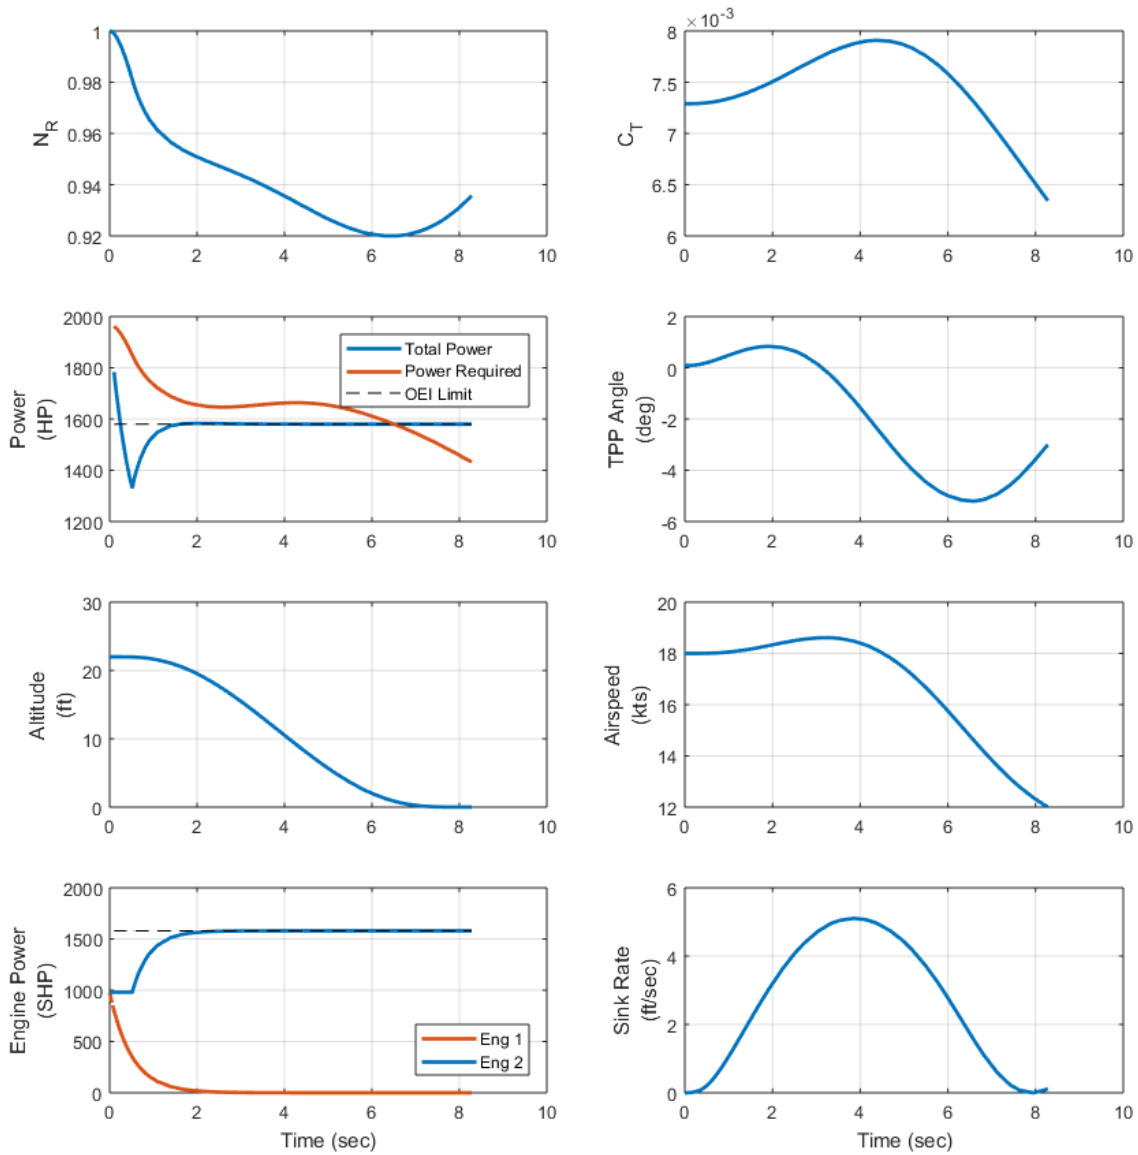 1
0.98
0.96
0.94
0.92
N_R
0 2 4 6 8 10
×10⁻³
8
7.5
7
6.5
6
C_T
0 2 4 6 8 10
2000
1800
1600
1400
1200
Power
(HP)
Total Power
Power Required
OEI Limit
0 2 4 6 8 10
2
0
-2
-4
-6
TPP Angle
(deg)
0 2 4 6 8 10
30
20
10
0
Altitude
(ft)
0 2 4 6 8 10
20
18
16
14
12
Airspeed
(kts)
0 2 4 6 8 10
2000
1500
1000
500
0
Engine Power
(SHP)
Eng 1
Eng 2
0 2 4 6 8 10
Time (sec)
6
4
2
0
Sink Rate
(ft/sec)
0 2 4 6 8 10
Time (sec)